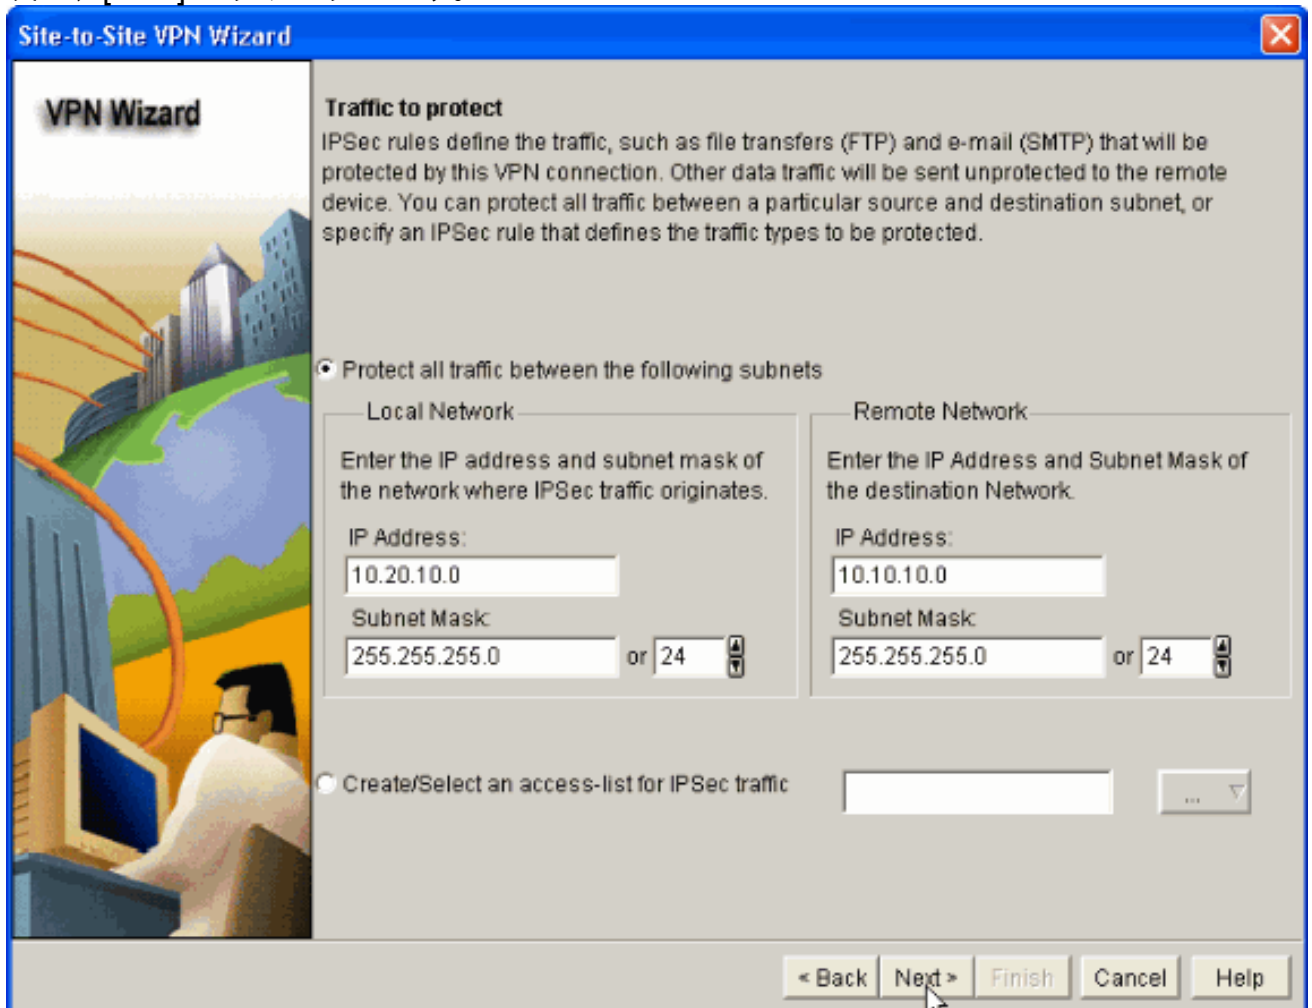 Site-to-Site VPN Wizard
VPN Wizard
Traffic to protect
IPSec rules define the traffic, such as file transfers (FTP) and e-mail (SMTP) that will be
protected by this VPN connection. Other data traffic will be sent unprotected to the remote
device. You can protect all traffic between a particular source and destination subnet, or
specify an IPSec rule that defines the traffic types to be protected.
Protect all traffic between the following subnets
Local Network
Enter the IP address and subnet mask of
the network where IPSec traffic originates.
IP Address:
10.20.10.0
Subnet Mask:
255.255.255.0 or 24
Remote Network
Enter the IP Address and Subnet Mask of
the destination Network.
IP Address:
10.10.10.0
Subnet Mask:
255.255.255.0 or 24
Create/Select an access-list for IPSec traffic
...
< Back Next > Finish Cancel Help